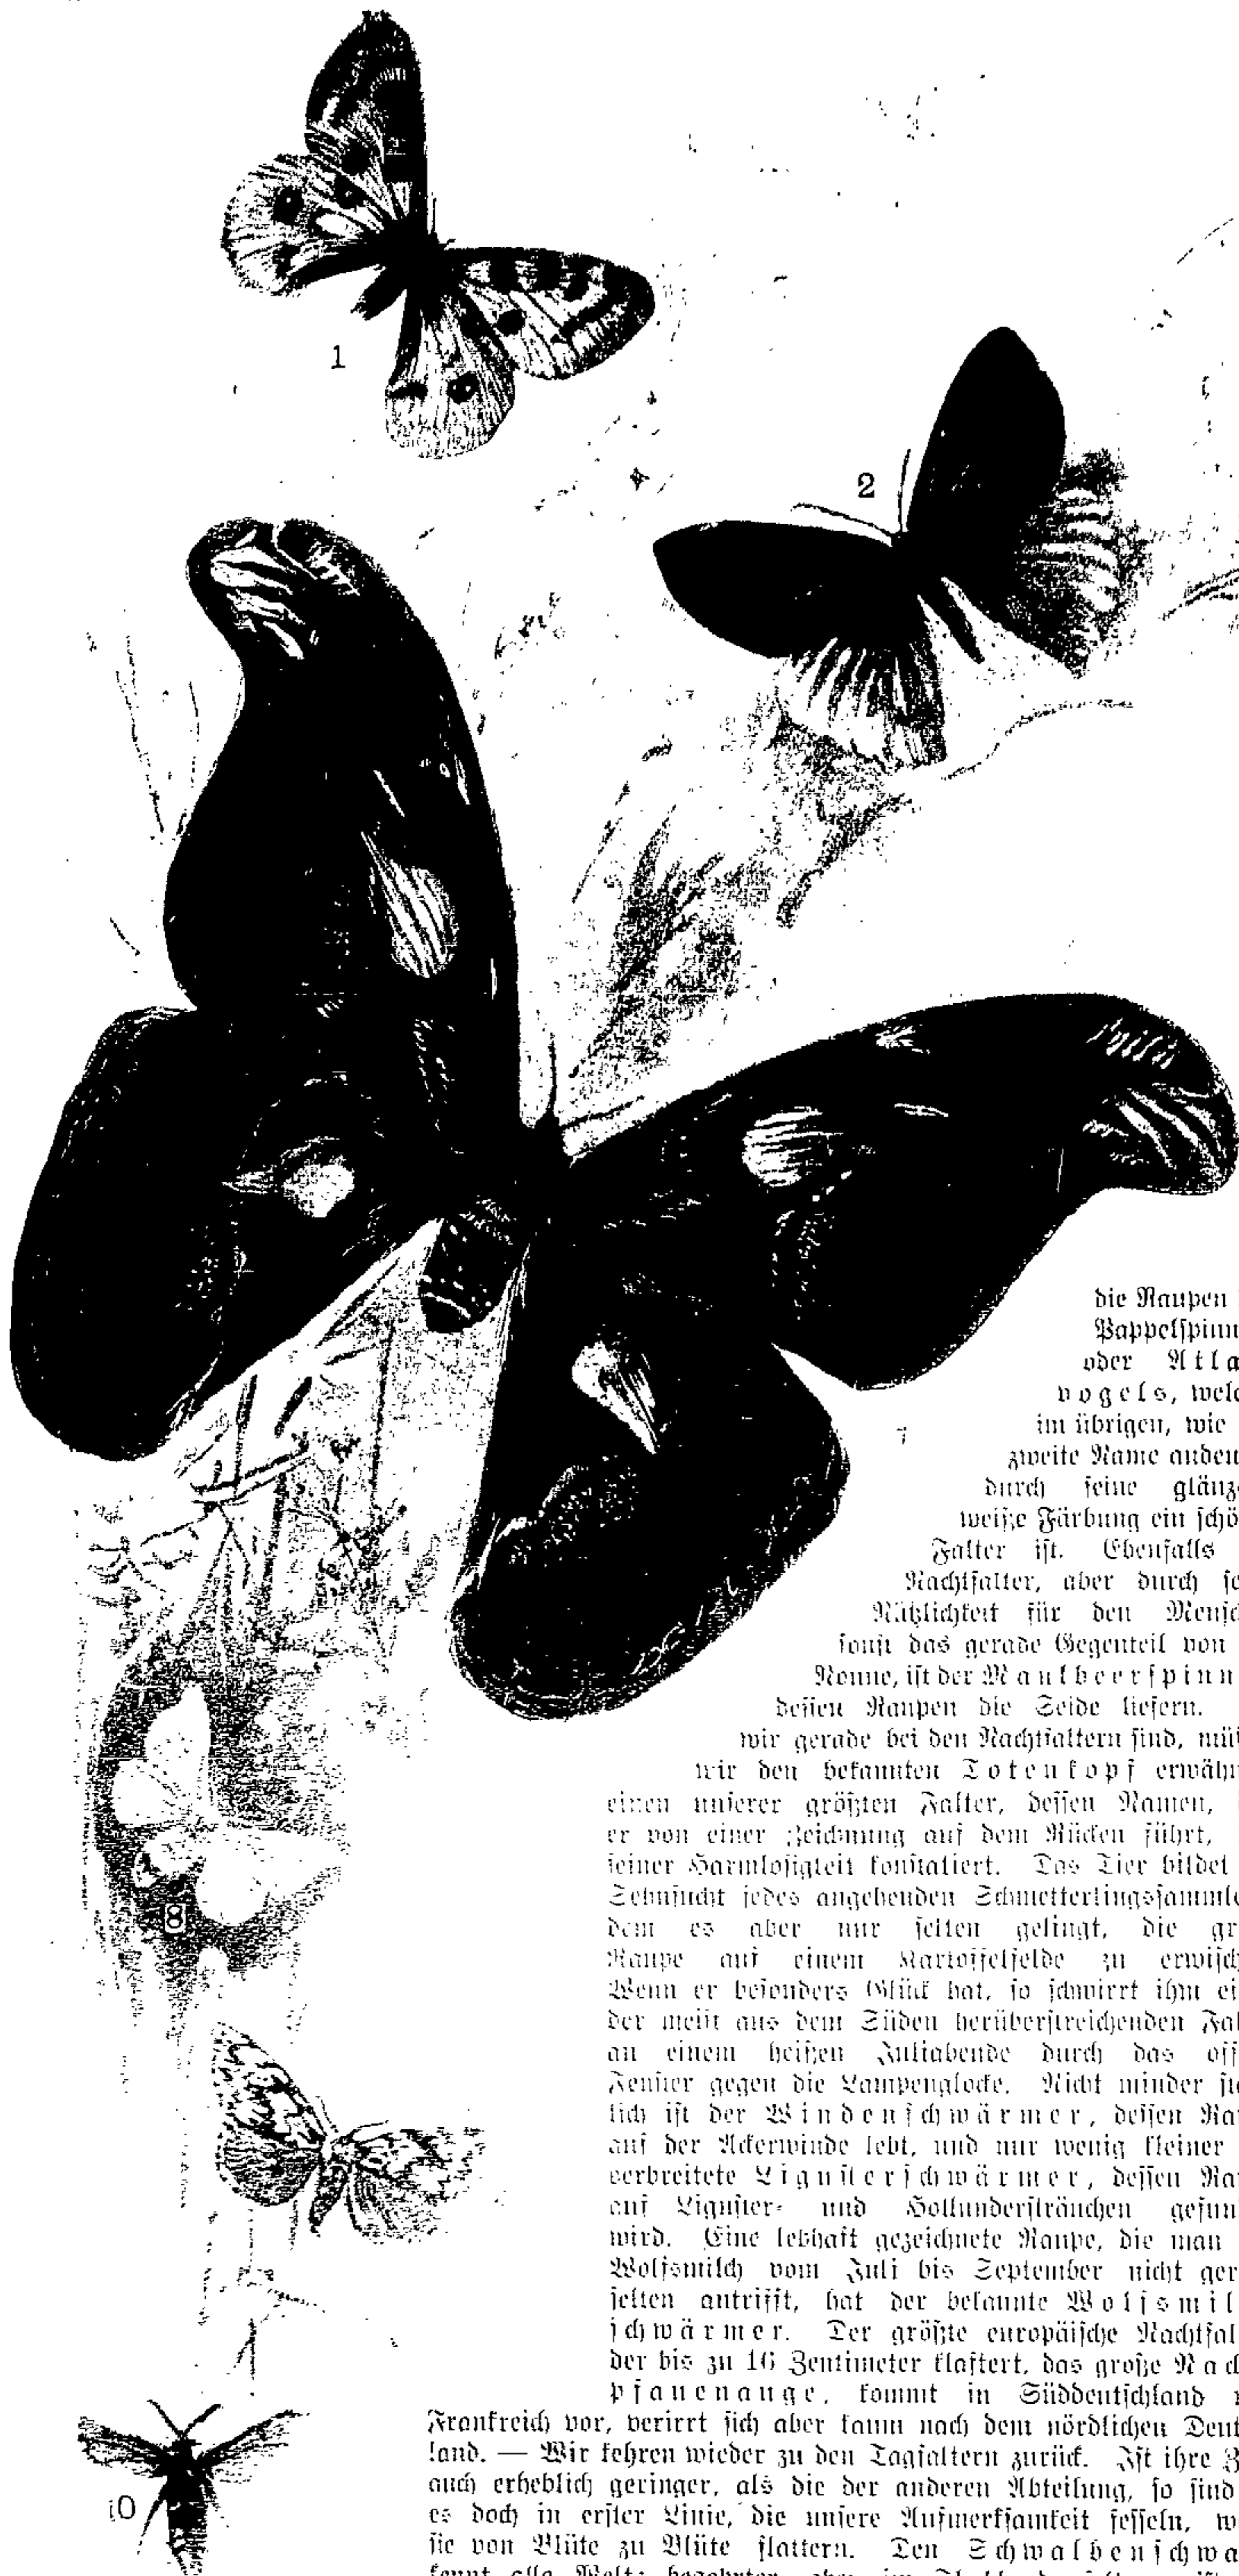 1
2
die Raupen
Pappelspinn
oder Atla
vogels, welc
im übrigen, wie
zweite Name anden
durch seine glänz
weiße Färbung ein schö
Falter ist. Ebenfalls
Nachtfalter, aber durch se
Nützlichkeit für den Mensch
sonst das gerade Gegenteil von
Nonne, ist der Maulbeerspinn
dessen Raupen die Seide liefern.
wir gerade bei den Nachtfaltern sind, müs
wir den bekannten Totenkopf erwähn
einen unserer größten Falter, dessen Namen,
er von einer Zeichnung auf dem Rücken führt,
seiner Harmlosigkeit konstatiert. Das Tier bildet
Sehnsucht jedes angehenden Schmetterlingssammle
dem es aber nur selten gelingt, die gr
Raupe auf einem Kartoffelfelde zu erwisch
Wenn er besonders Glück hat, so schwirrt ihm ei
der meist aus dem Süden herüberstreichenden Fal
an einem heißen Juliabende durch das off
Fenster gegen die Lampenglocke. Nicht minder st
lich ist der Windenschwärmer, dessen Rau
auf der Ackerwinde lebt, und nur wenig kleiner
verbreitete Ligusterschwärmer, dessen Rau
auf Liguster- und Hollundersträuchen gefun
wird. Eine lebhaft gezeichnete Raupe, die man
Wolfsmilch vom Juli bis September nicht ger
selten antrifft, hat der bekannte Wolfsmil
schwärmer. Der größte europäische Nachtfal
der bis zu 16 Zentimeter klaftert, das große Nach
pfauenauge, kommt in Süddeutschland
Frankreich vor, verirrt sich aber kaum nach dem nördlichen Deut
land. — Wir kehren wieder zu den Tagfaltern zurück. Ist ihre Z
auch erheblich geringer, als die der anderen Abteilung, so sind
es doch in erster Linie, die unsere Aufmerksamkeit fesseln, we
sie von Blüte zu Blüte flattern. Den Schwalbenschwa
7
8
10